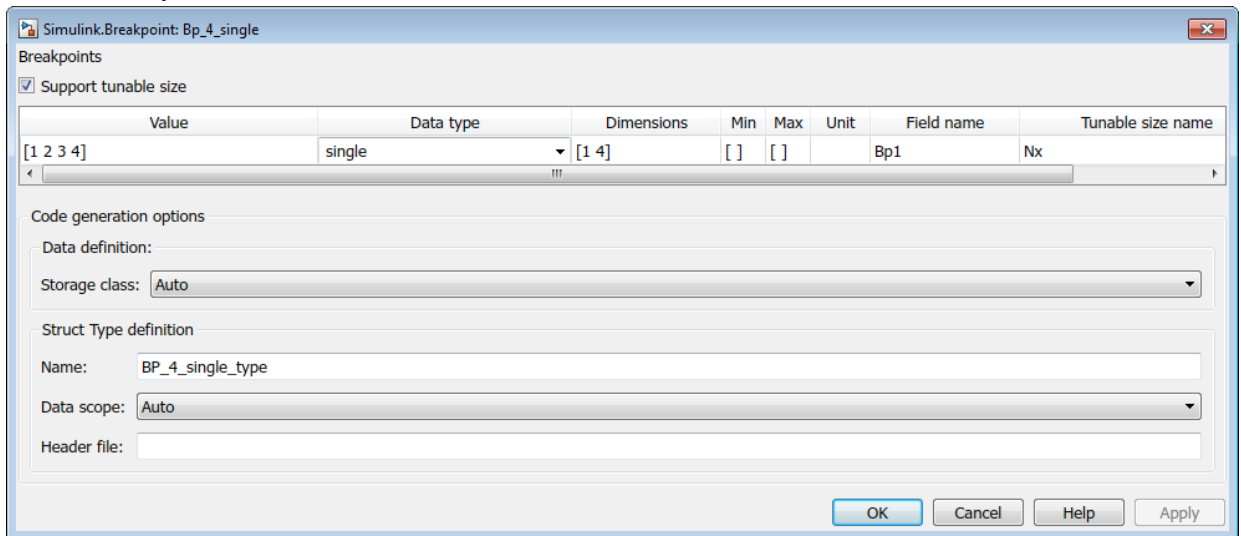 Simulink.Breakpoint: Bp_4_single
Breakpoints
Support tunable size
Value Data type Dimensions Min Max Unit Field name Tunable size name
[1 2 3 4] single [1 4] [ ] [ ] Bp1 Nx
Code generation options
Data definition:
Storage class: Auto
Struct Type definition
Name: BP_4_single_type
Data scope: Auto
Header file:
OK Cancel Help Apply